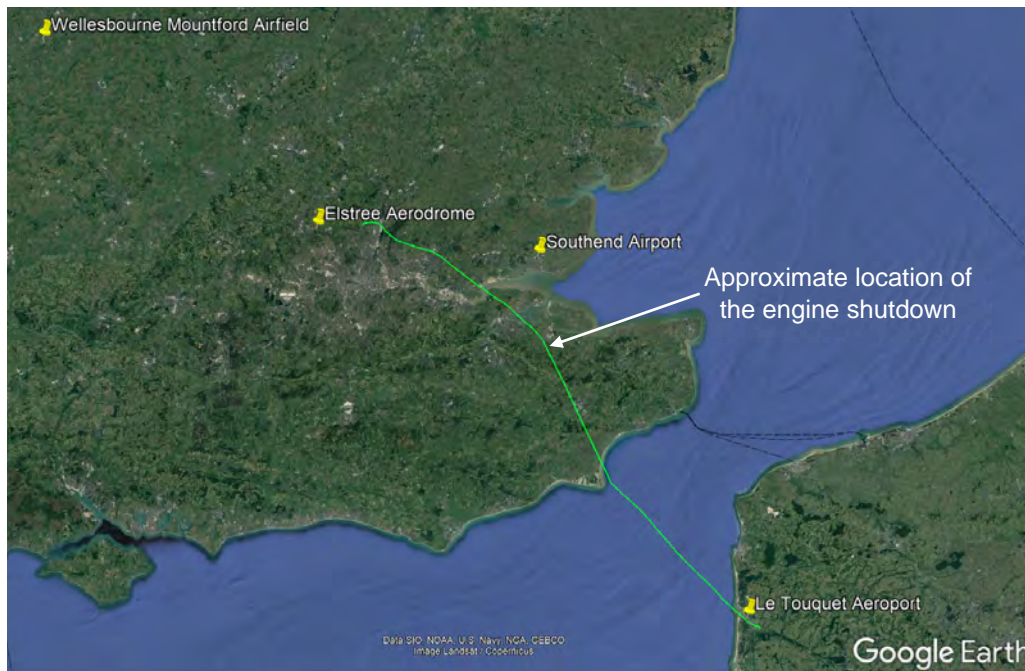 Wellesbourne Mountford Airfield
Elstree Aerodrome
Southend Airport
Approximate location of
the engine shutdown
Le Touquet Aeroport
Data SIO, NOAA, U.S. Navy, NGA, GEBCO
Image Landsat / Copernicus
Google Earth